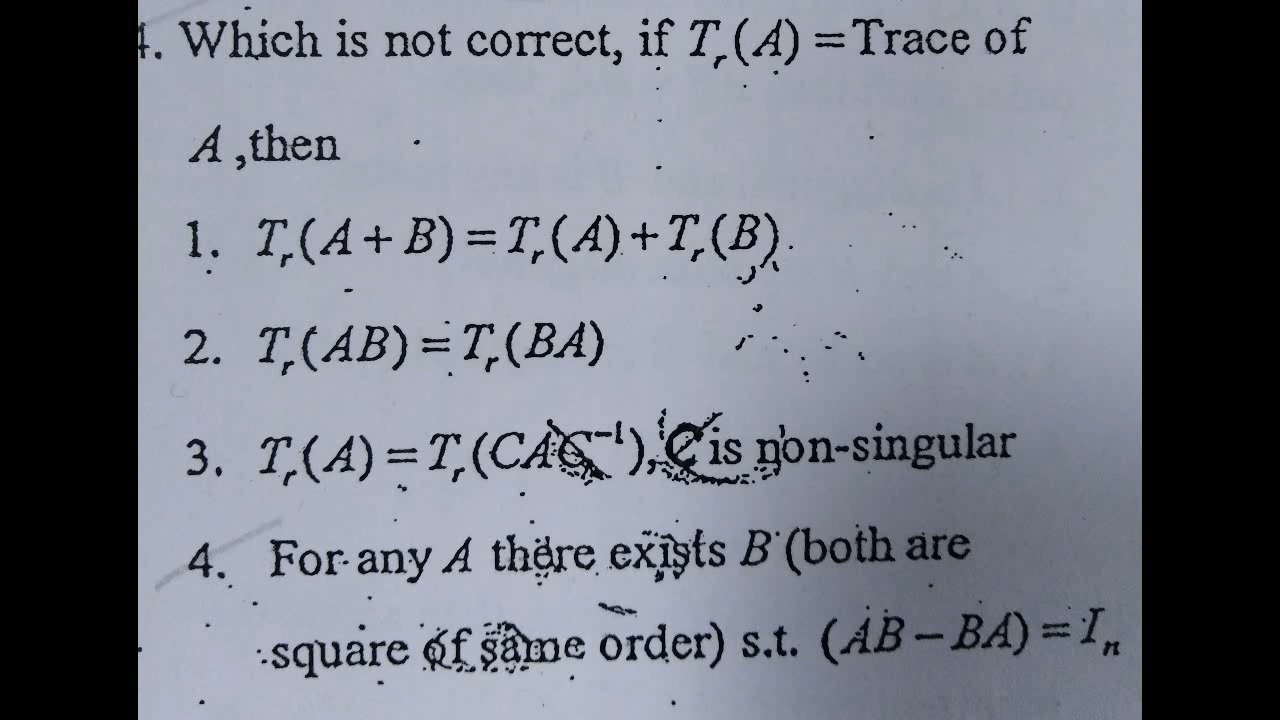 4. Which is not correct, if T_r(A) = Trace of
A ,then
1. T_r(A + B) = T_r(A) + T_r(B).
2. T_r(AB) = T_r(BA)
3. T_r(A) = T_r(CAC⁻¹), C is non-singular
4. For any A there exists B (both are
square of same order) s.t. (AB − BA) = I_n